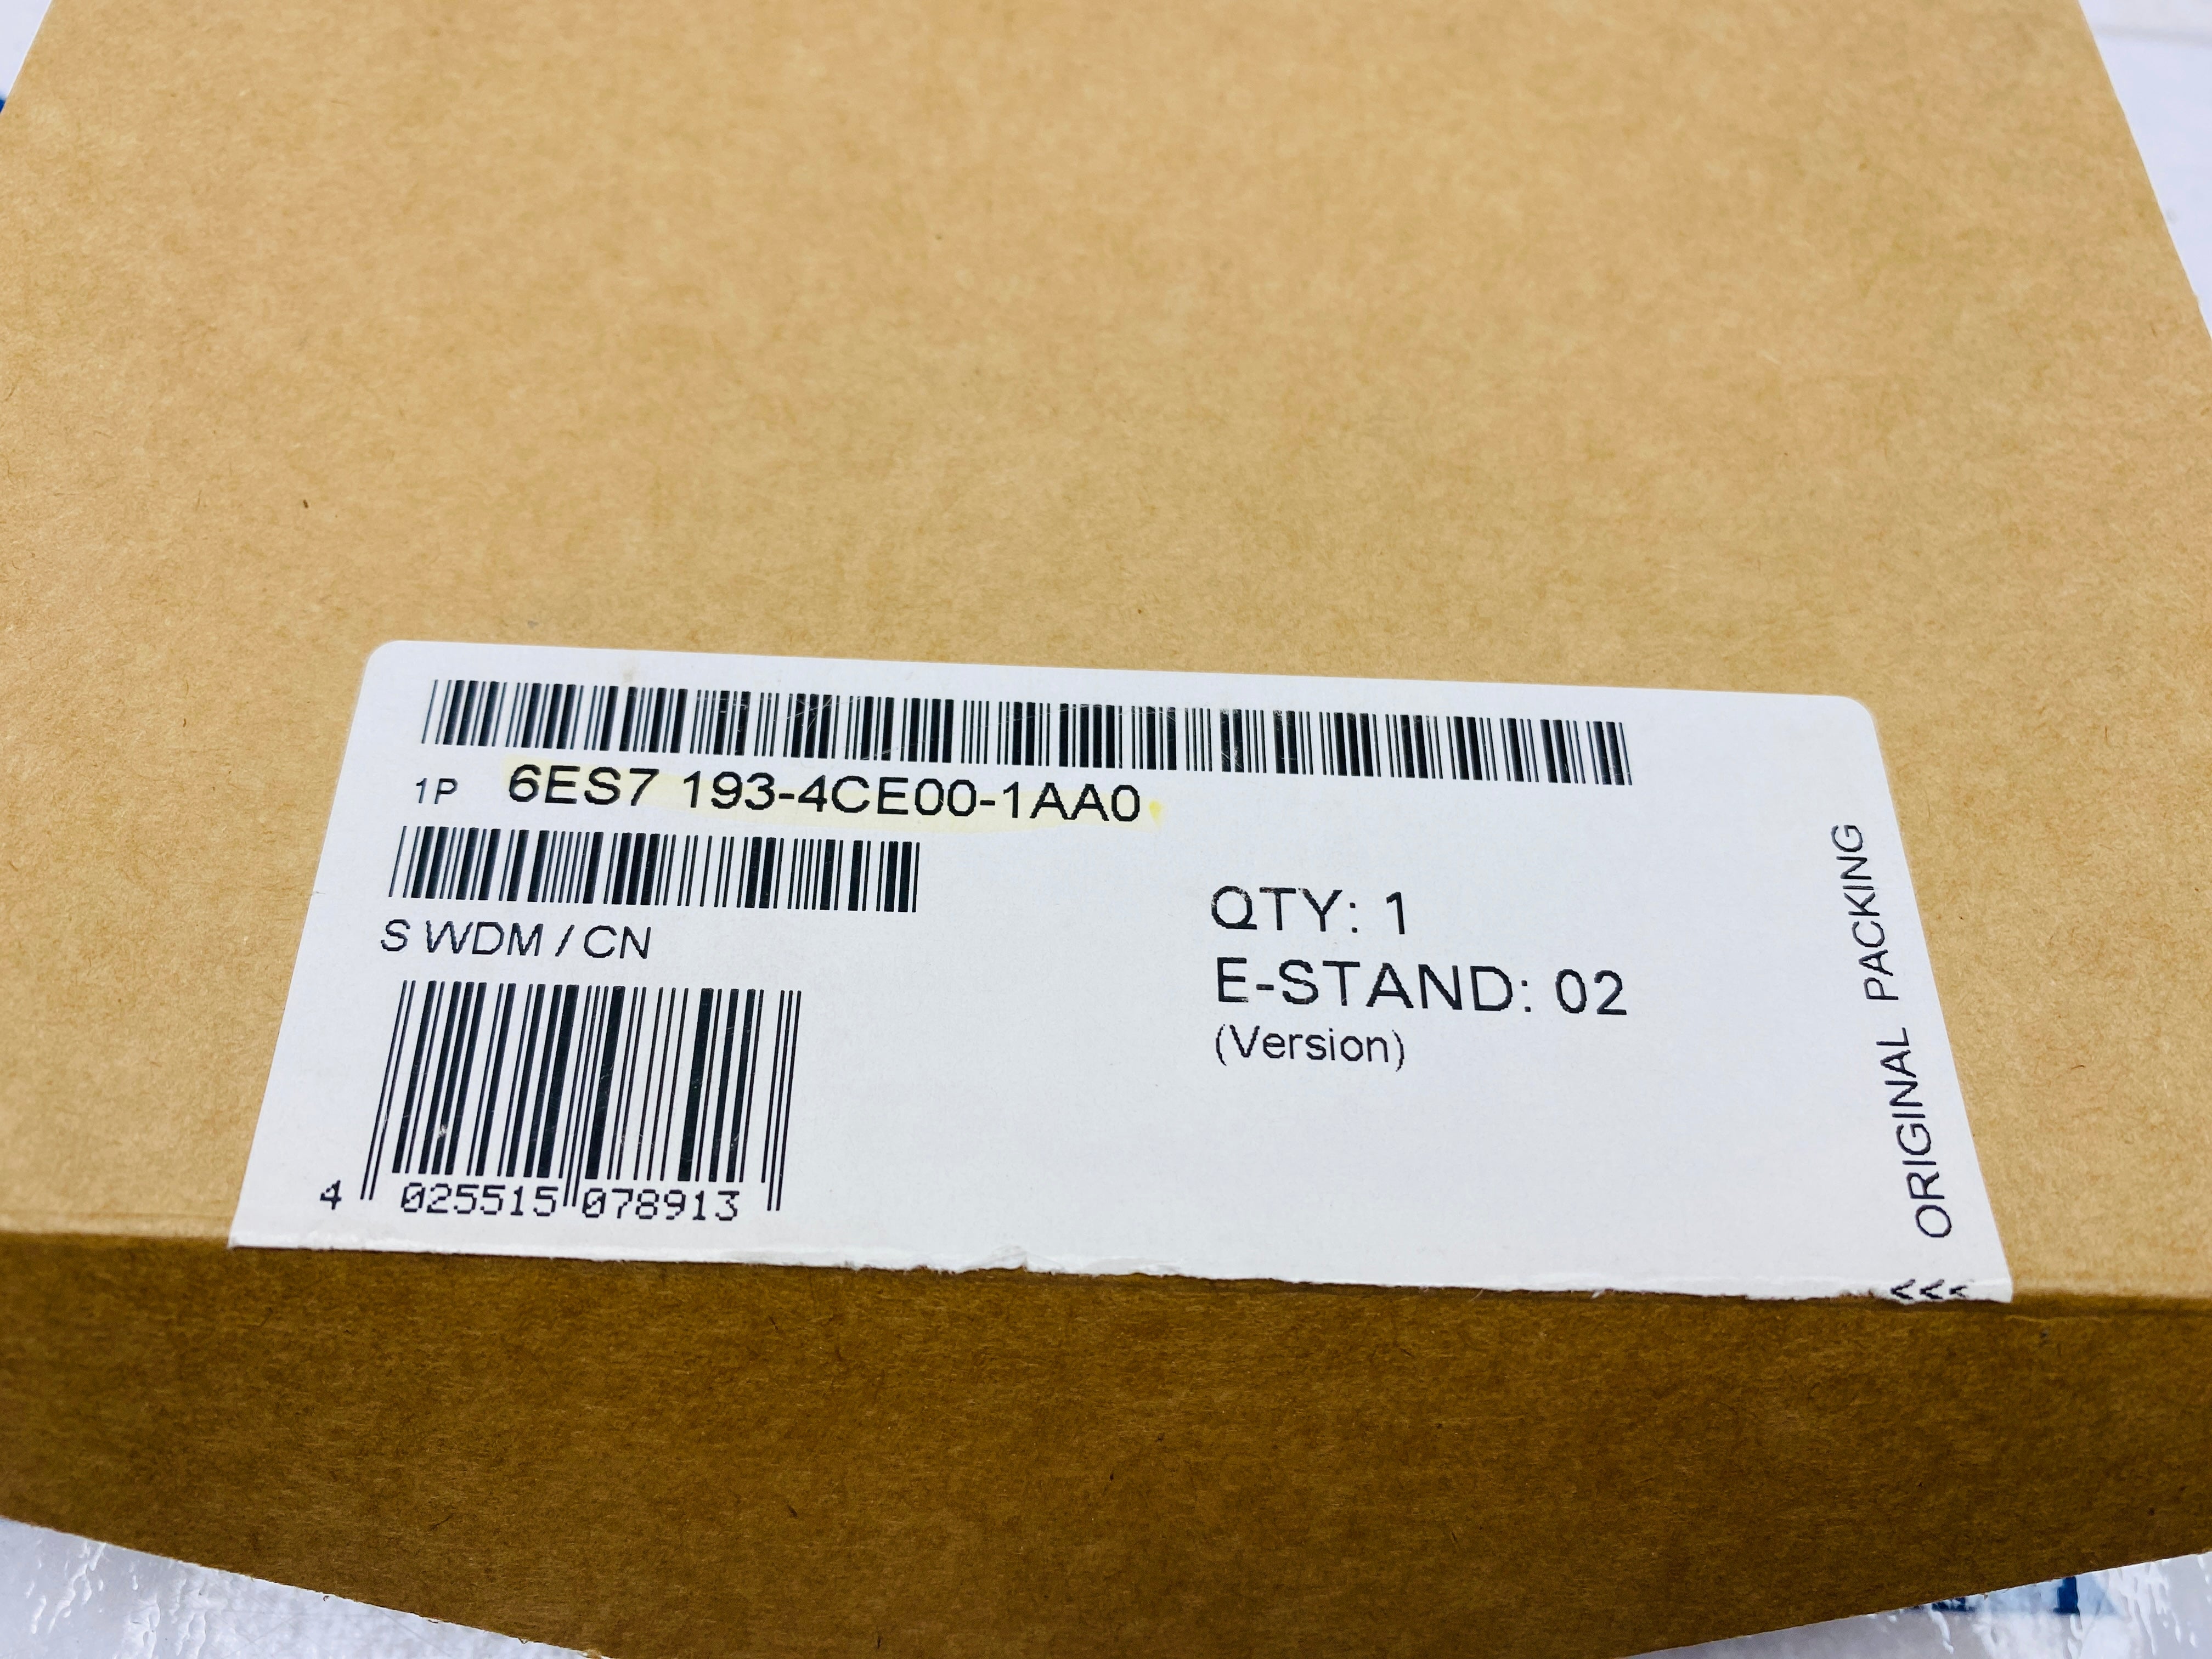 1P 6ES7 193-4CE00-1AA0
S WDM / CN
QTY: 1
E-STAND: 02
(Version)
4 025515 078913
<<< ORIGINAL PACKING